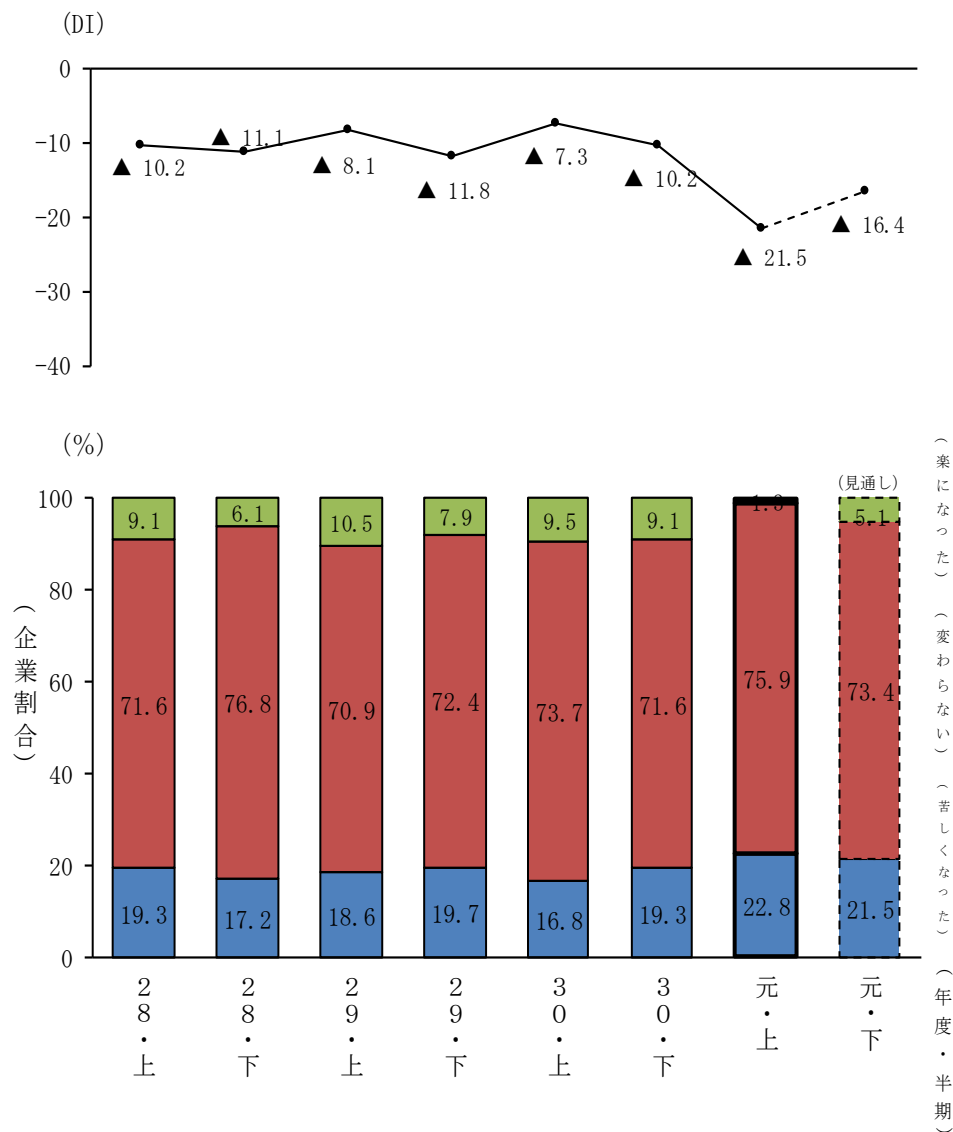 (DI)
0
-10
-20
-30
-40
▲ 10.2
▲ 11.1
▲ 8.1
▲ 11.8
▲ 7.3
▲ 10.2
▲ 21.5
▲ 16.4
(%)
(企業割合)
100
80
60
40
20
0
9.1
6.1
10.5
7.9
9.5
9.1
1.3
(見通し)
5.1
71.6
76.8
70.9
72.4
73.7
71.6
75.9
73.4
19.3
17.2
18.6
19.7
16.8
19.3
22.8
21.5
28・上
28・下
29・上
29・下
30・上
30・下
元・上
元・下
(楽になった)
(変わらない)
(苦しくなった)
(年度・半期)